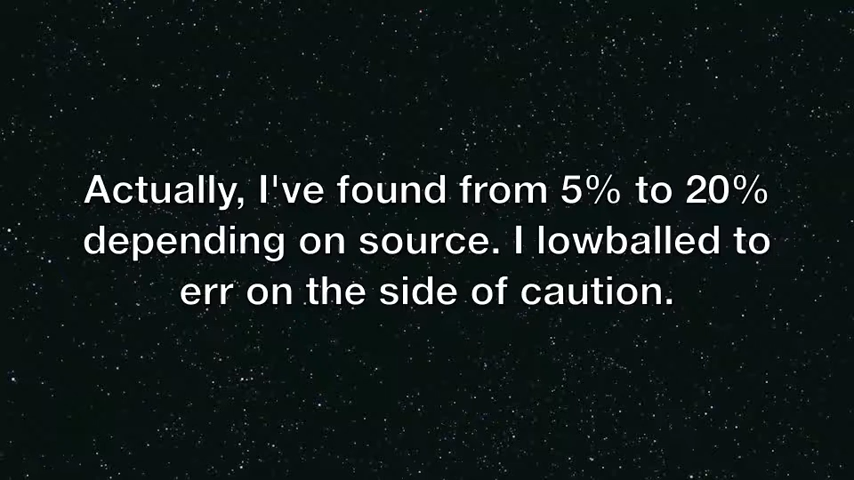 Actually, I've found from 5% to 20%
depending on source. I lowballed to
err on the side of caution.